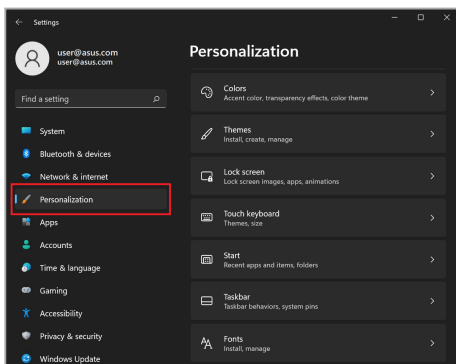 Settings
user@asus.com
user@asus.com
Find a setting
System
Bluetooth & devices
Network & internet
Personalization
Apps
Accounts
Time & language
Gaming
Accessibility
Privacy & security
Windows Update
Personalization
Colors
Accent color, transparency effects, color theme
Themes
Install, create, manage
Lock screen
Lock screen images, apps, animations
Touch keyboard
Themes, size
Start
Recent apps and items, folders
Taskbar
Taskbar behaviors, system pins
Fonts
Install, manage